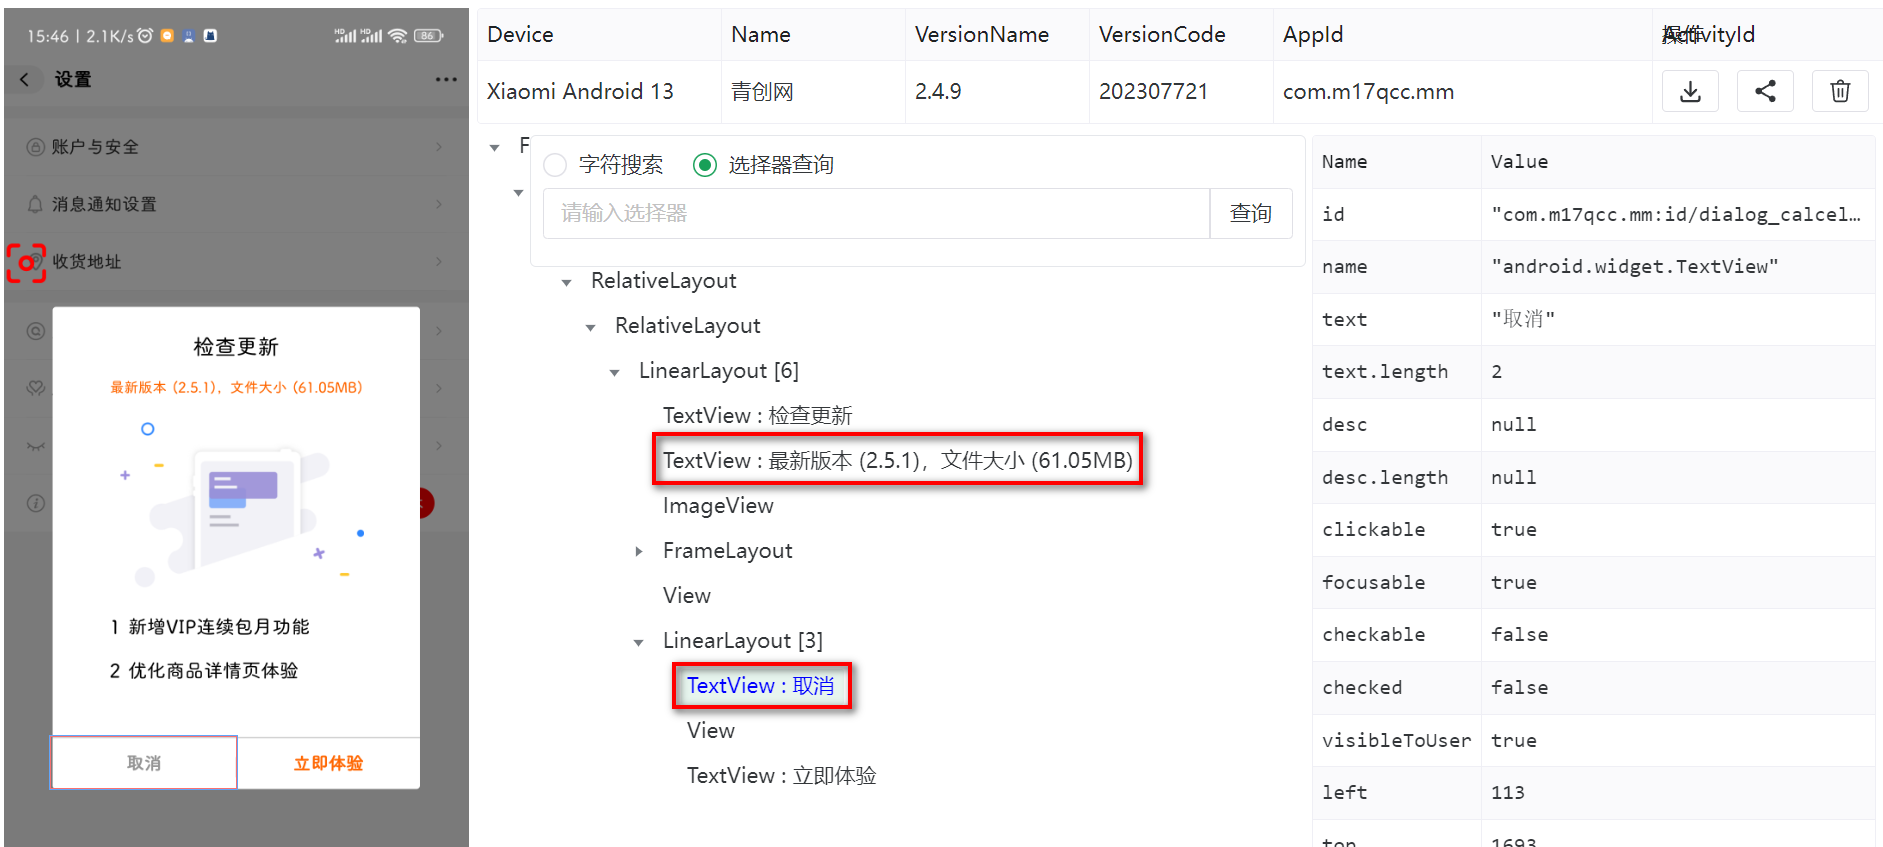 15:46 | 2.1K/s
HD HD 86
设置
账户与安全
消息通知设置
收货地址
检查更新
最新版本 (2.5.1)，文件大小 (61.05MB)
1 新增VIP连续包月功能
2 优化商品详情页体验
取消
立即体验
Device Name VersionName VersionCode AppId ActivityId 操作
Xiaomi Android 13 青创网 2.4.9 202307721 com.m17qcc.mm
F
字符搜索 选择器查询
请输入选择器 查询
RelativeLayout
RelativeLayout
LinearLayout [6]
TextView : 检查更新
TextView : 最新版本 (2.5.1)，文件大小 (61.05MB)
ImageView
FrameLayout
View
LinearLayout [3]
TextView : 取消
View
TextView : 立即体验
Name Value
id "com.m17qcc.mm:id/dialog_calcel…
name "android.widget.TextView"
text "取消"
text.length 2
desc null
desc.length null
clickable true
focusable true
checkable false
checked false
visibleToUser true
left 113
top 1693